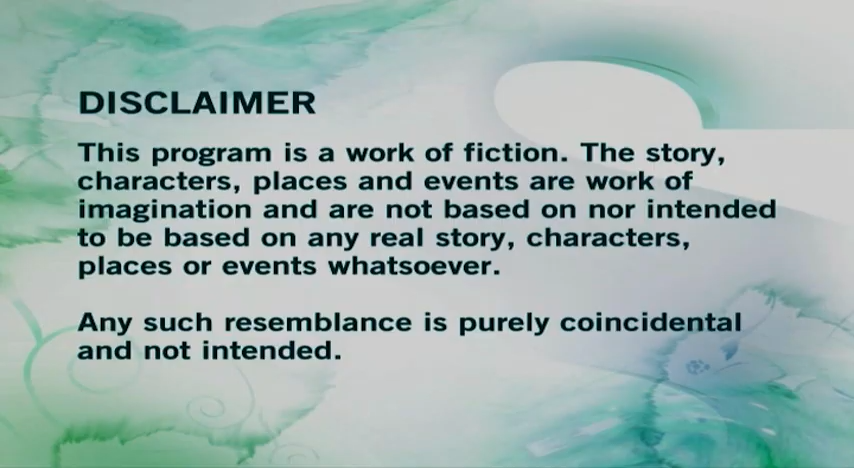 DISCLAIMER
This program is a work of fiction. The story,
characters, places and events are work of
imagination and are not based on nor intended
to be based on any real story, characters,
places or events whatsoever.
Any such resemblance is purely coincidental
and not intended.